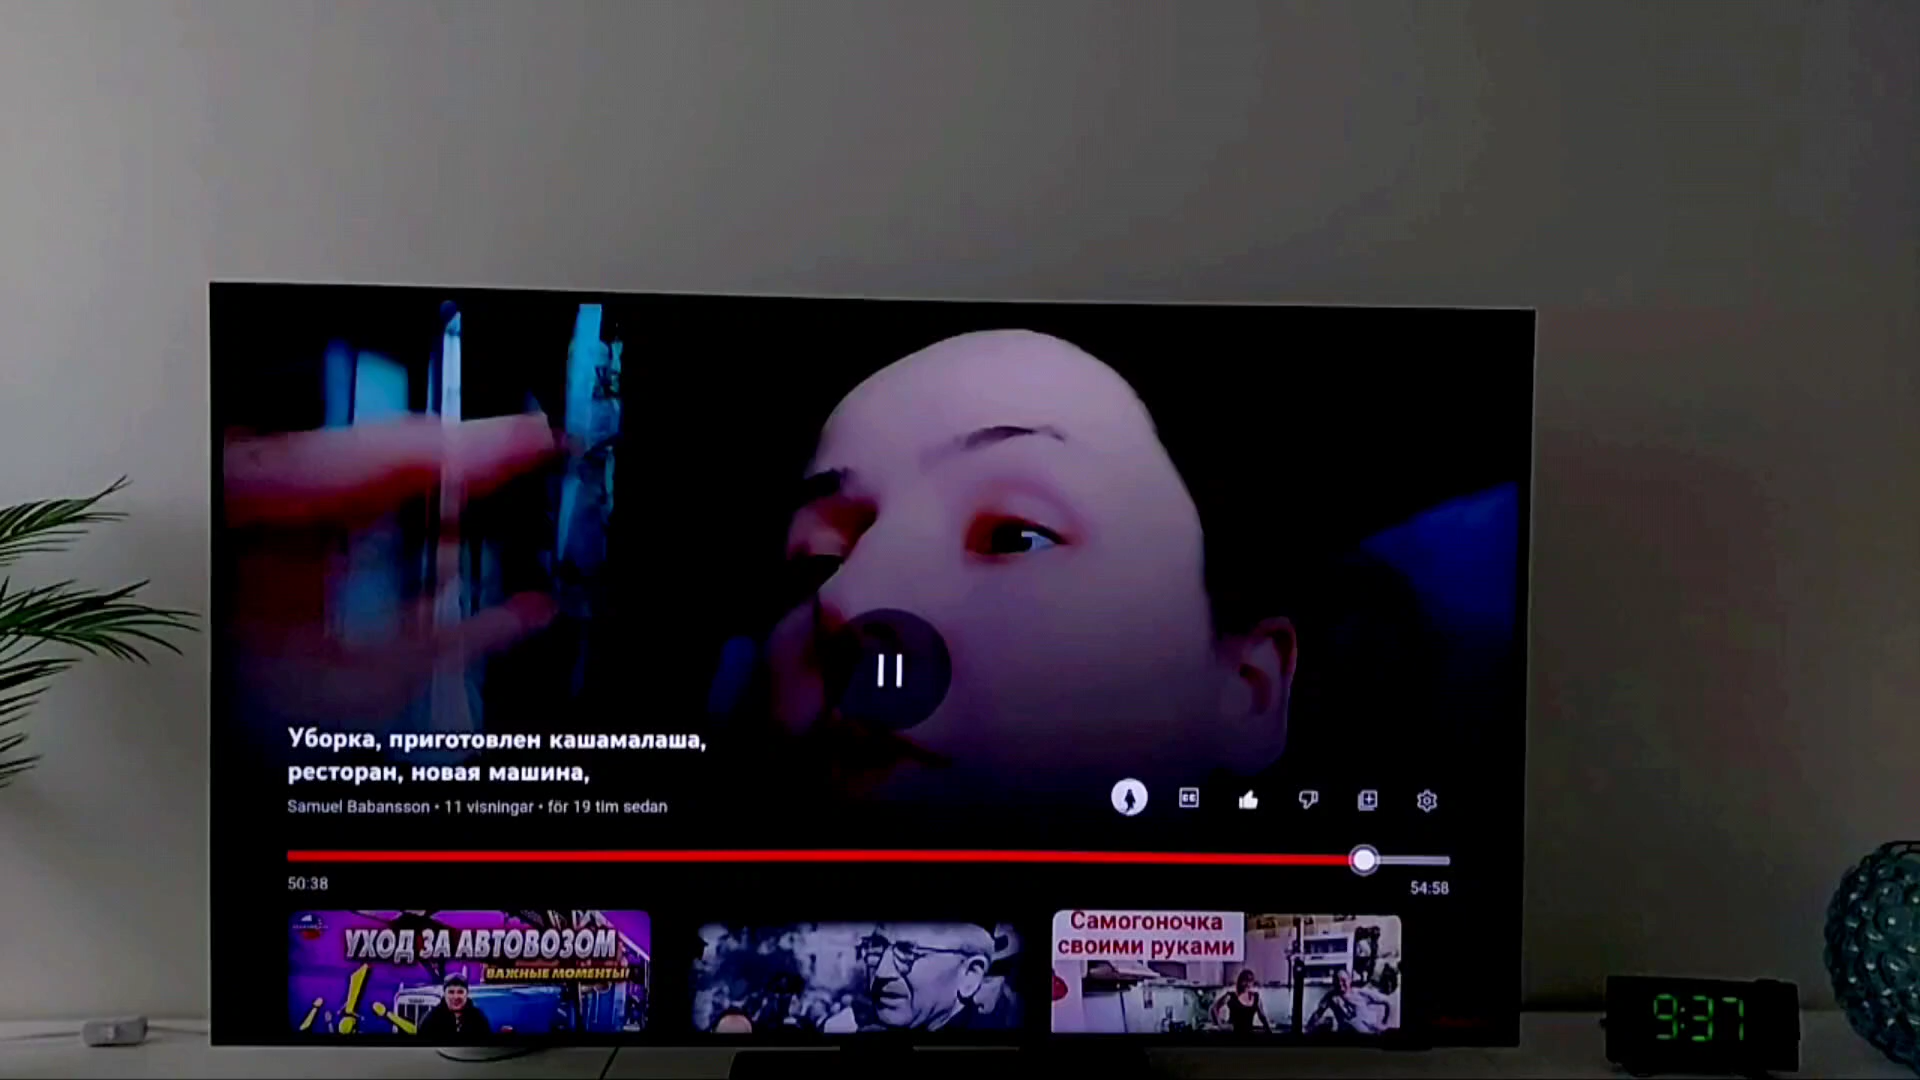 Уборка, приготовлен кашамалаша,
ресторан, новая машина,
Samuel Babansson • 11 visningar • för 19 tim sedan
CC
50:38
54:58
УХОД ЗА АВТОВОЗОМ
ВАЖНЫЕ МОМЕНТЫ!
Самогоночка
своими руками
9:37